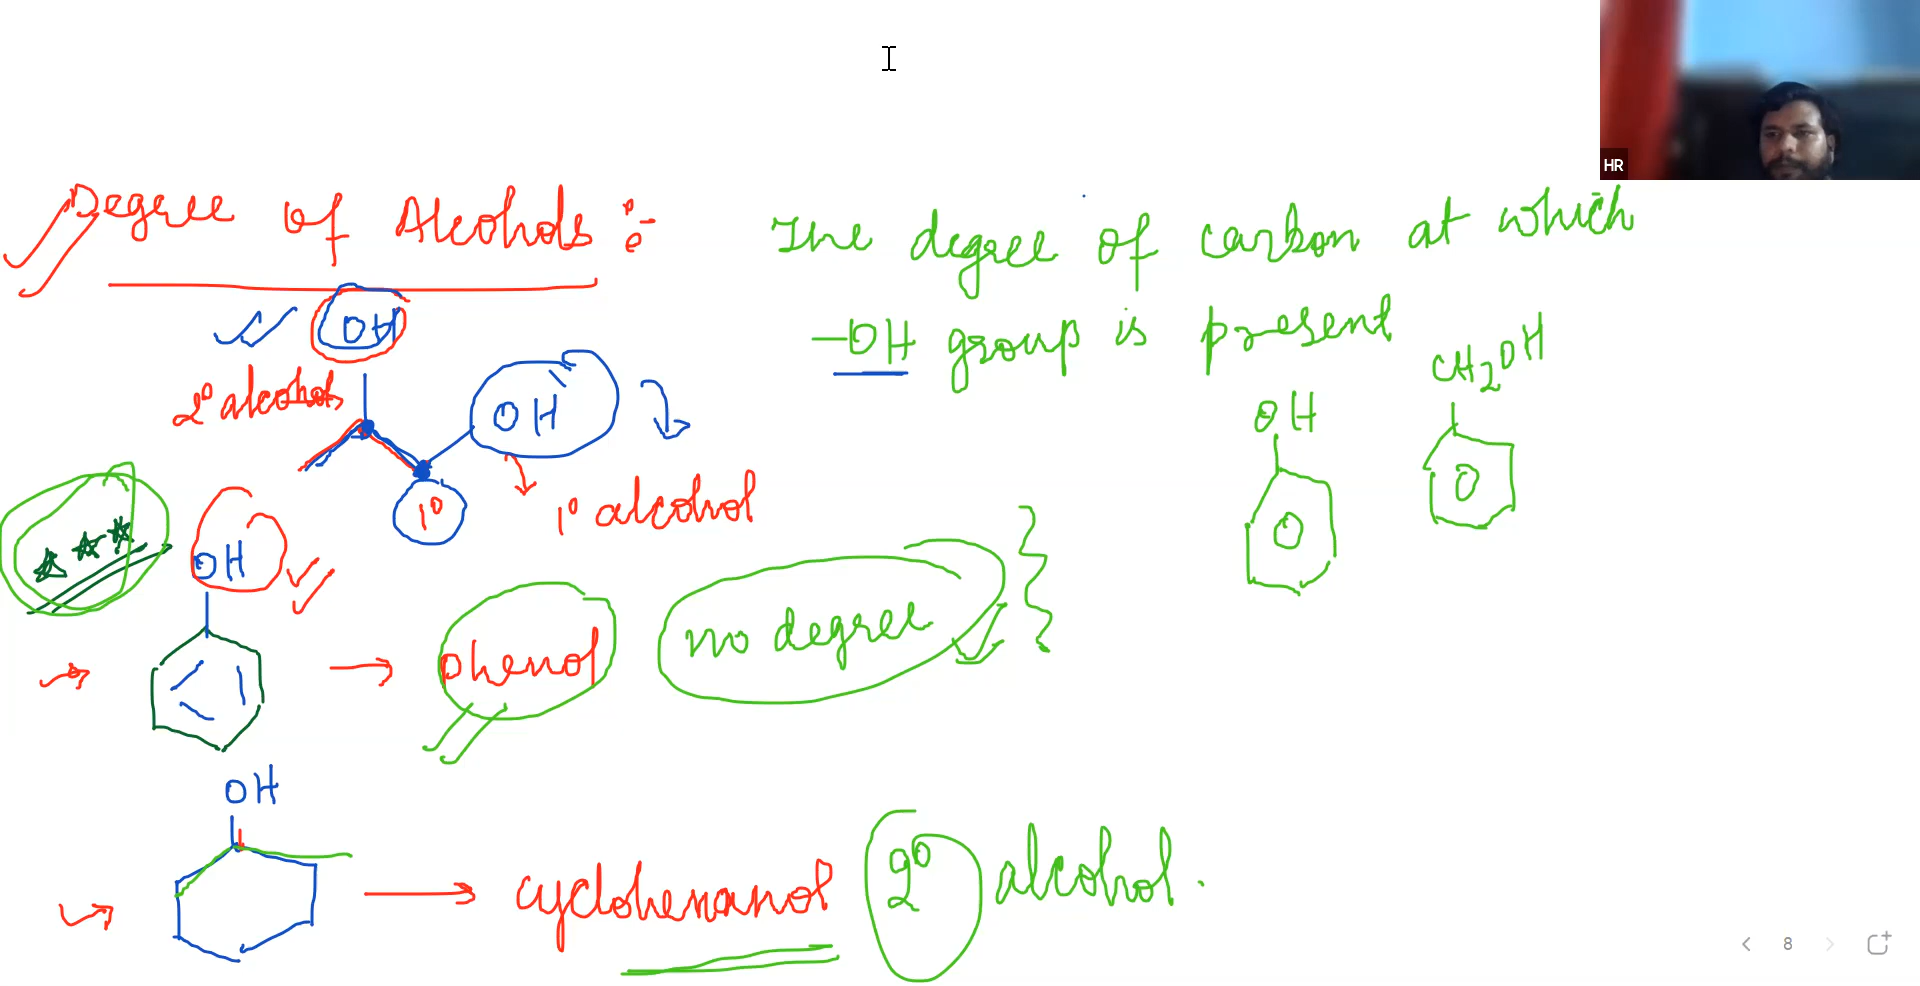 HR
Degree of Alcohols :-
The degree of carbon at which
-OH group is present
OH
2° alcohol
OH
1°
1° alcohol
CH2OH
OH
OH
phenol
no degree
OH
cyclohexanol 2° alcohol.
8